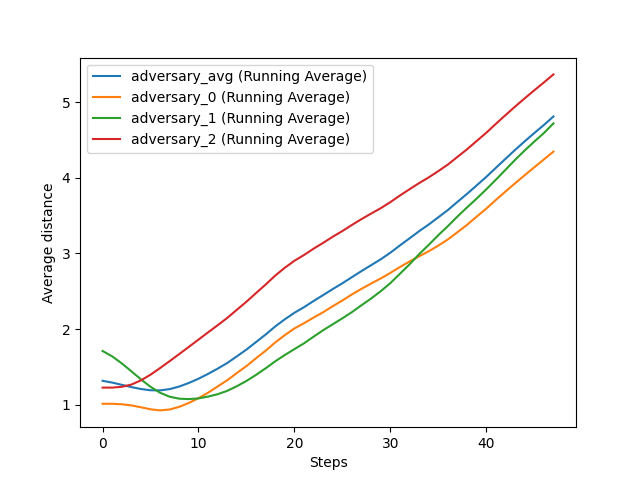 adversary_avg (Running Average)
adversary_0 (Running Average)
adversary_1 (Running Average)
adversary_2 (Running Average)
Average distance
5
4
3
2
1
0 10 20 30 40
Steps